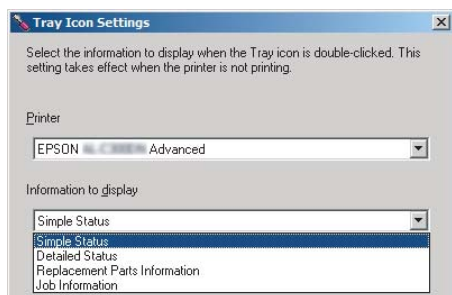 Tray Icon Settings
Select the information to display when the Tray icon is double-clicked. This
setting takes effect when the printer is not printing.
Printer
EPSON Advanced
Information to display
Simple Status
Simple Status
Detailed Status
Replacement Parts Information
Job Information